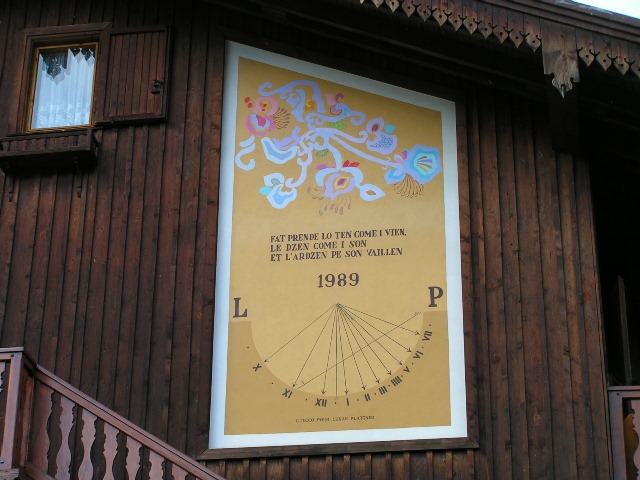 FAT PRENDE LO TEN COME I VIEN,
LE DZEN COME I SON
ET L'ARDZEN PE SON VAILLEN
1989
L P
X XI XII I II III IIII V VI VII